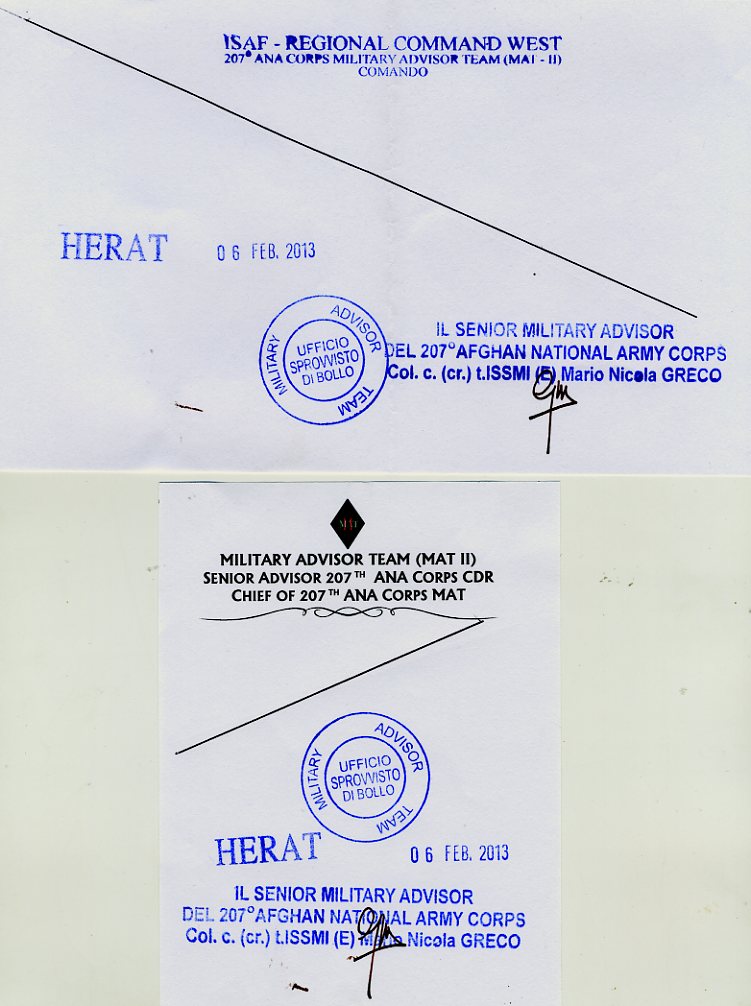 ISAF - REGIONAL COMMAND WEST
207° ANA CORPS MILITARY ADVISOR TEAM (MAT - II)
COMANDO
HERAT 06 FEB. 2013
MILITARY ADVISOR TEAM
UFFICIO
SPROVVISTO
DI BOLLO
IL SENIOR MILITARY ADVISOR
DEL 207° AFGHAN NATIONAL ARMY CORPS
Col. c. (cr.) t.ISSMI (E) Mario Nicola GRECO
MAT
MILITARY ADVISOR TEAM (MAT II)
SENIOR ADVISOR 207TH ANA CORPS CDR
CHIEF OF 207TH ANA CORPS MAT
MILITARY ADVISOR TEAM
UFFICIO
SPROVVISTO
DI BOLLO
HERAT 06 FEB. 2013
IL SENIOR MILITARY ADVISOR
DEL 207° AFGHAN NATIONAL ARMY CORPS
Col. c. (cr.) t.ISSMI (E) Mario Nicola GRECO